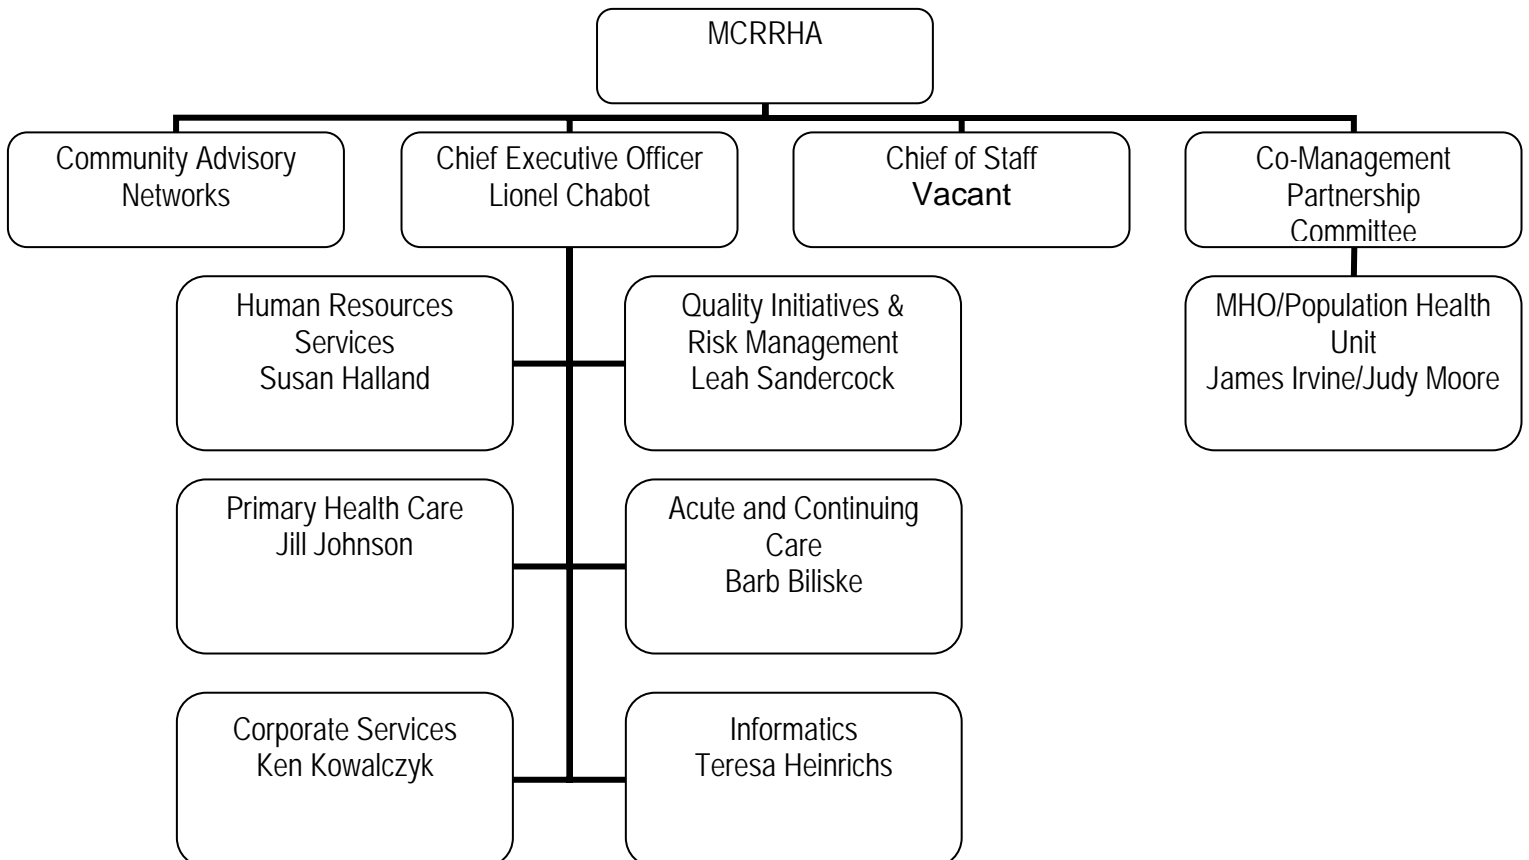 MCRRHA
Community Advisory
Networks
Chief Executive Officer
Lionel Chabot
Chief of Staff
Vacant
Co-Management
Partnership
Committee
Human Resources
Services
Susan Halland
Quality Initiatives &
Risk Management
Leah Sandercock
MHO/Population Health
Unit
James Irvine/Judy Moore
Primary Health Care
Jill Johnson
Acute and Continuing
Care
Barb Biliske
Corporate Services
Ken Kowalczyk
Informatics
Teresa Heinrichs